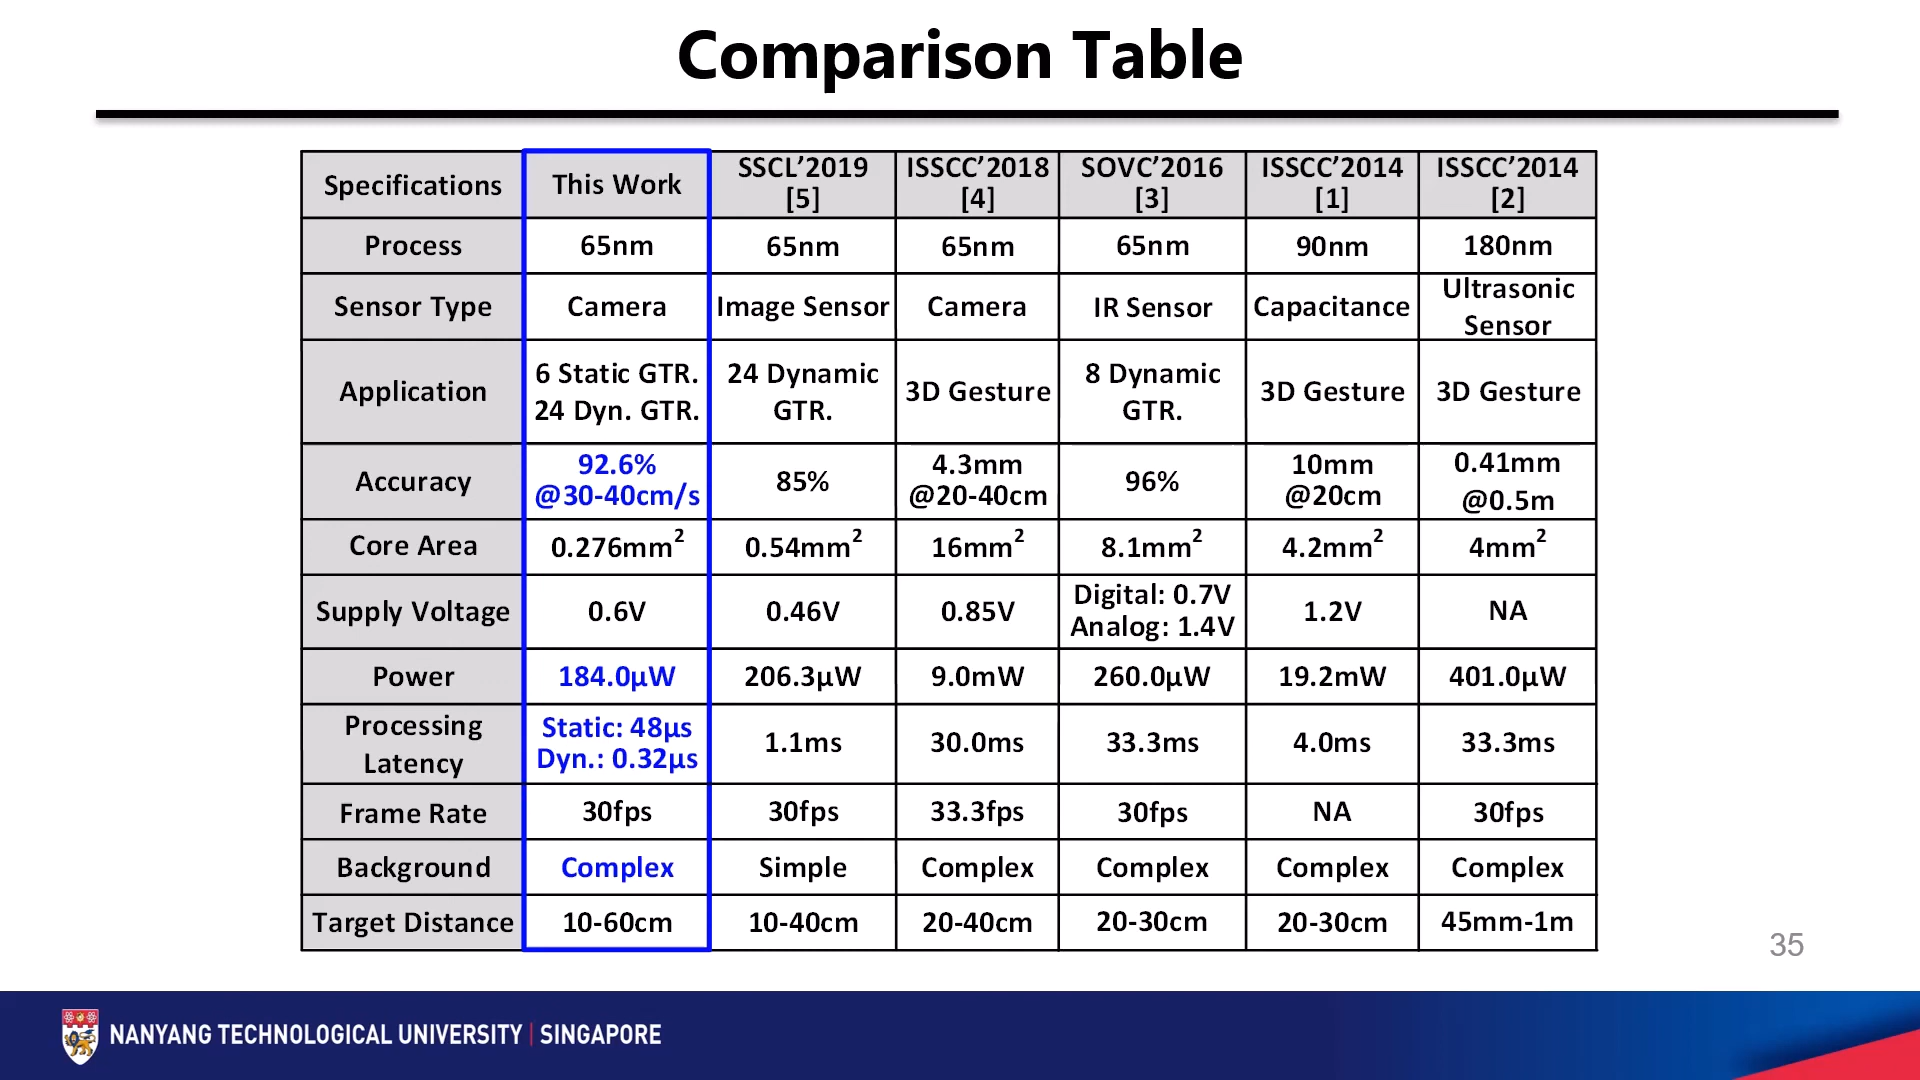 Comparison Table
Specifications This Work SSCL’2019 [5] ISSCC’2018 [4] SOVC’2016 [3] ISSCC’2014 [1] ISSCC’2014 [2]
Process 65nm 65nm 65nm 65nm 90nm 180nm
Sensor Type Camera Image Sensor Camera IR Sensor Capacitance Ultrasonic Sensor
Application 6 Static GTR. 24 Dyn. GTR. 24 Dynamic GTR. 3D Gesture 8 Dynamic GTR. 3D Gesture 3D Gesture
Accuracy 92.6% @30-40cm/s 85% 4.3mm @20-40cm 96% 10mm @20cm 0.41mm @0.5m
Core Area 0.276mm² 0.54mm² 16mm² 8.1mm² 4.2mm² 4mm²
Supply Voltage 0.6V 0.46V 0.85V Digital: 0.7V Analog: 1.4V 1.2V NA
Power 184.0µW 206.3µW 9.0mW 260.0µW 19.2mW 401.0µW
Processing Latency Static: 48µs Dyn.: 0.32µs 1.1ms 30.0ms 33.3ms 4.0ms 33.3ms
Frame Rate 30fps 30fps 33.3fps 30fps NA 30fps
Background Complex Simple Complex Complex Complex Complex
Target Distance 10-60cm 10-40cm 20-40cm 20-30cm 20-30cm 45mm-1m
35
NANYANG TECHNOLOGICAL UNIVERSITY | SINGAPORE